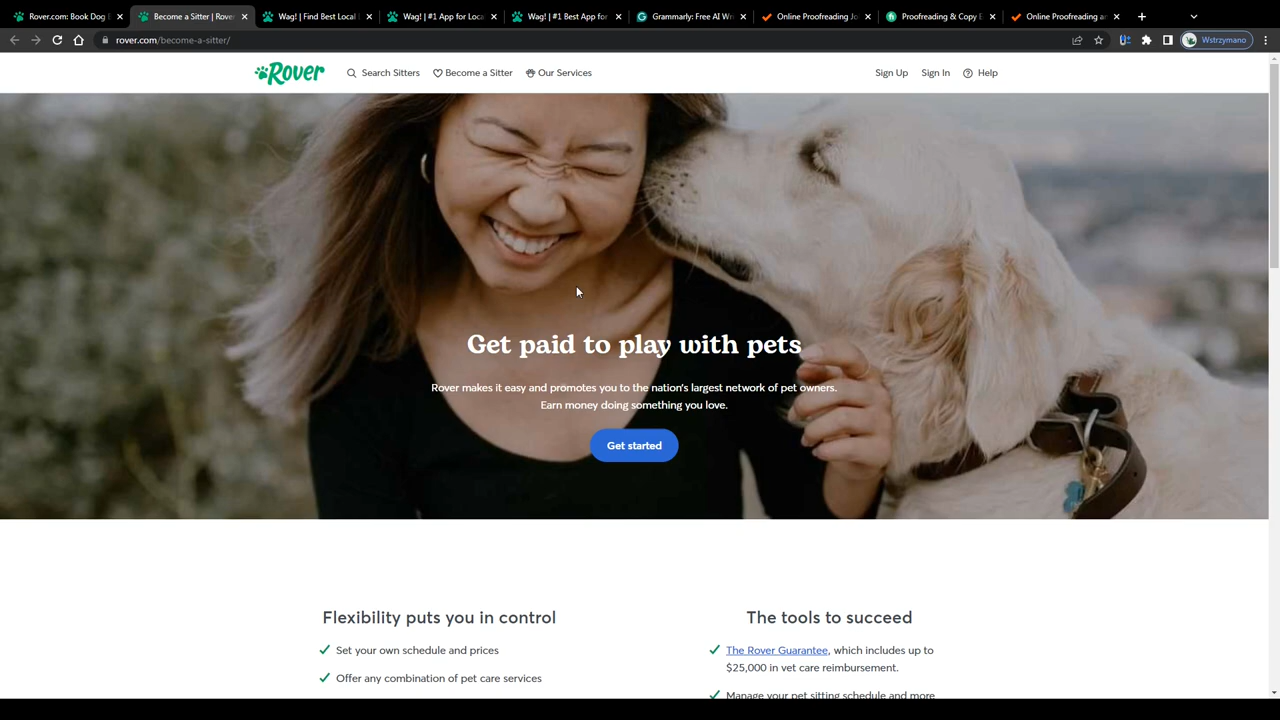 Rover.com: Book Dog B
Become a Sitter | Rover
Wag! | Find Best Local
Wag! | #1 App for Loca
Wag! | #1 Best App for
Grammarly: Free AI Wr
Online Proofreading Jo
Proofreading & Copy E
Online Proofreading an
rover.com/become-a-sitter/
Wstrzymano
Rover
Search Sitters
Become a Sitter
Our Services
Sign Up
Sign In
Help
Get paid to play with pets
Rover makes it easy and promotes you to the nation's largest network of pet owners.
Earn money doing something you love.
Get started
Flexibility puts you in control
Set your own schedule and prices
Offer any combination of pet care services
The tools to succeed
The Rover Guarantee, which includes up to
$25,000 in vet care reimbursement.
Manage your pet sitting schedule and more